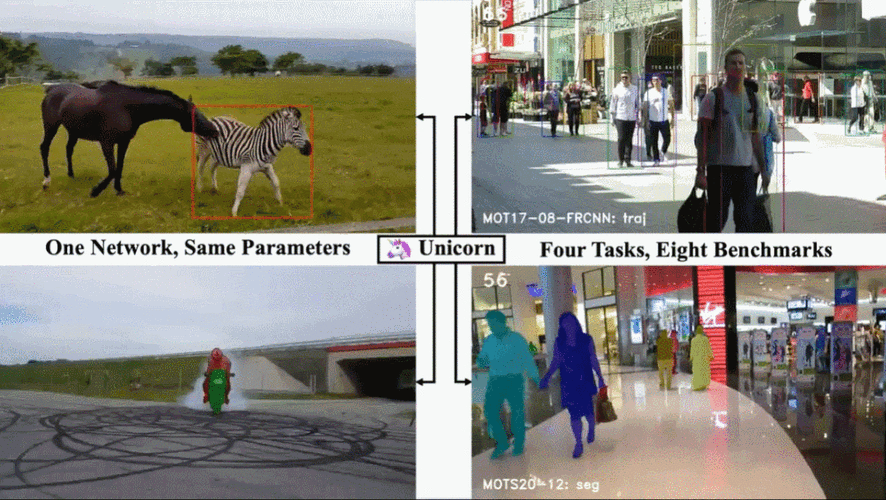 MOT17-08-FRCNN: traj
One Network, Same Parameters
Unicorn
Four Tasks, Eight Benchmarks
56
MOTS20-12: seg